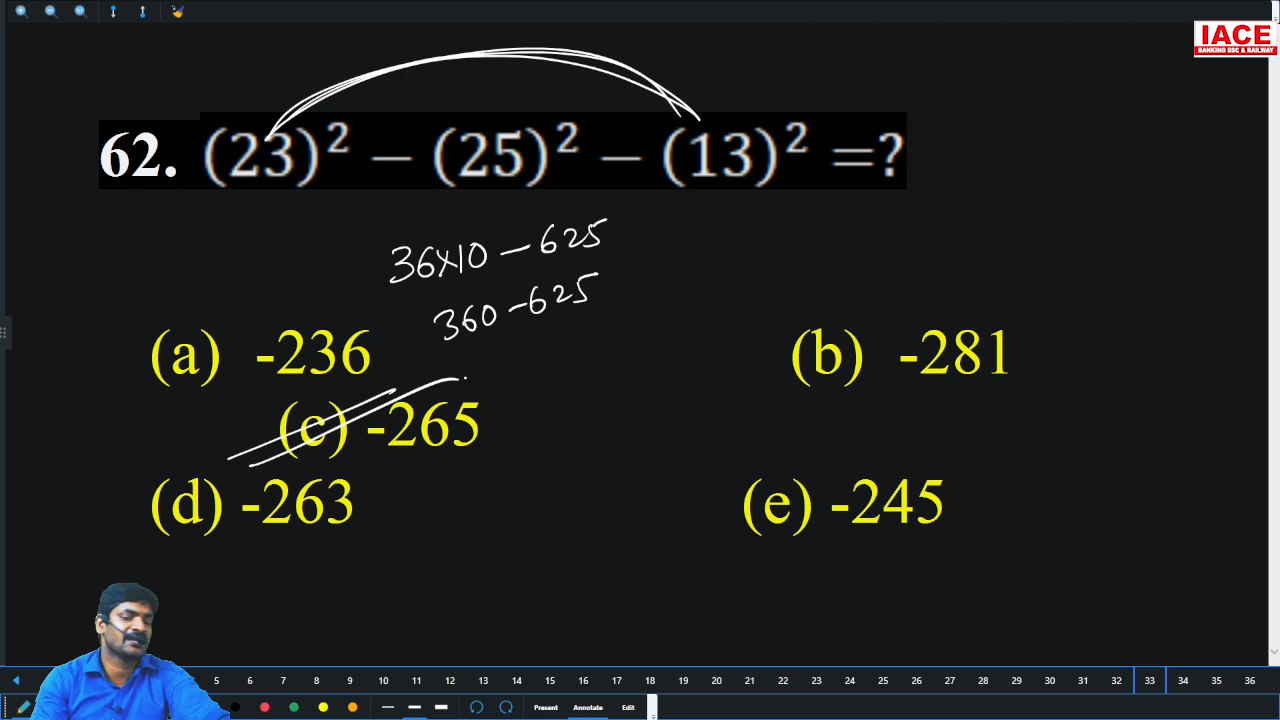 IACE
BANKING SSC & RAILWAY
62. (23)² − (25)² − (13)² =?
36×10 − 625
360 − 625
(a) -236
(b) -281
(c) -265
(d) -263
(e) -245
5 6 7 8 9 10 11 12 13 14 15 16 17 18 19 20 21 22 23 24 25 26 27 28 29 30 31 32 33 34 35 36
Present Annotate Edit